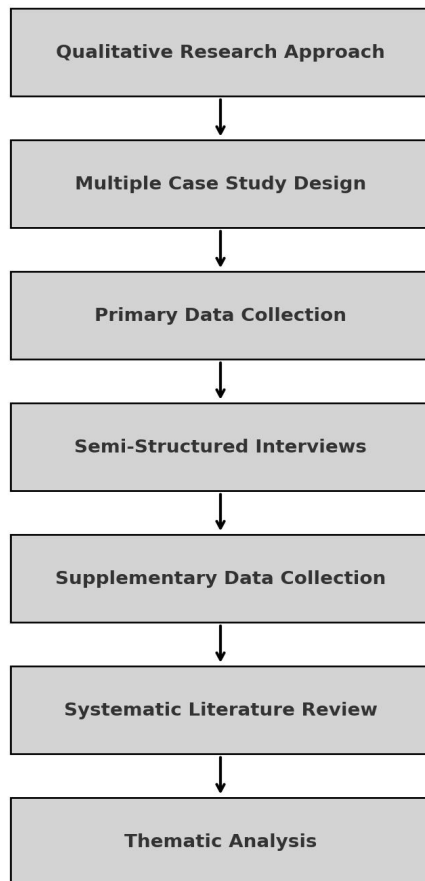 Qualitative Research Approach
Multiple Case Study Design
Primary Data Collection
Semi-Structured Interviews
Supplementary Data Collection
Systematic Literature Review
Thematic Analysis